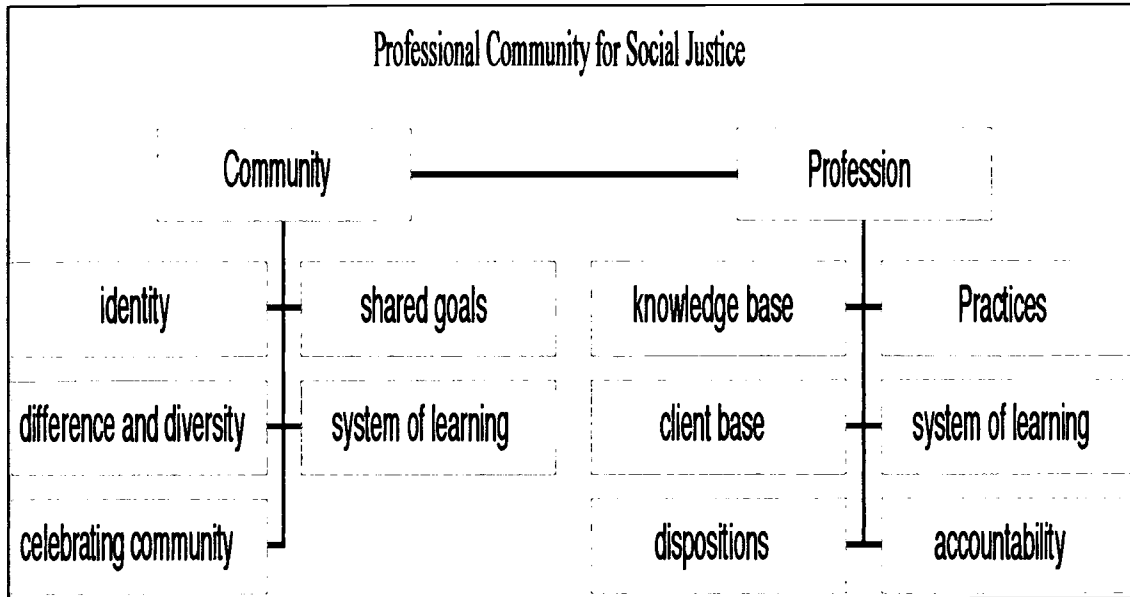 Professional Community for Social Justice
Community
Profession
identity
shared goals
knowledge base
Practices
difference and diversity
system of learning
client base
system of learning
celebrating community
dispositions
accountability